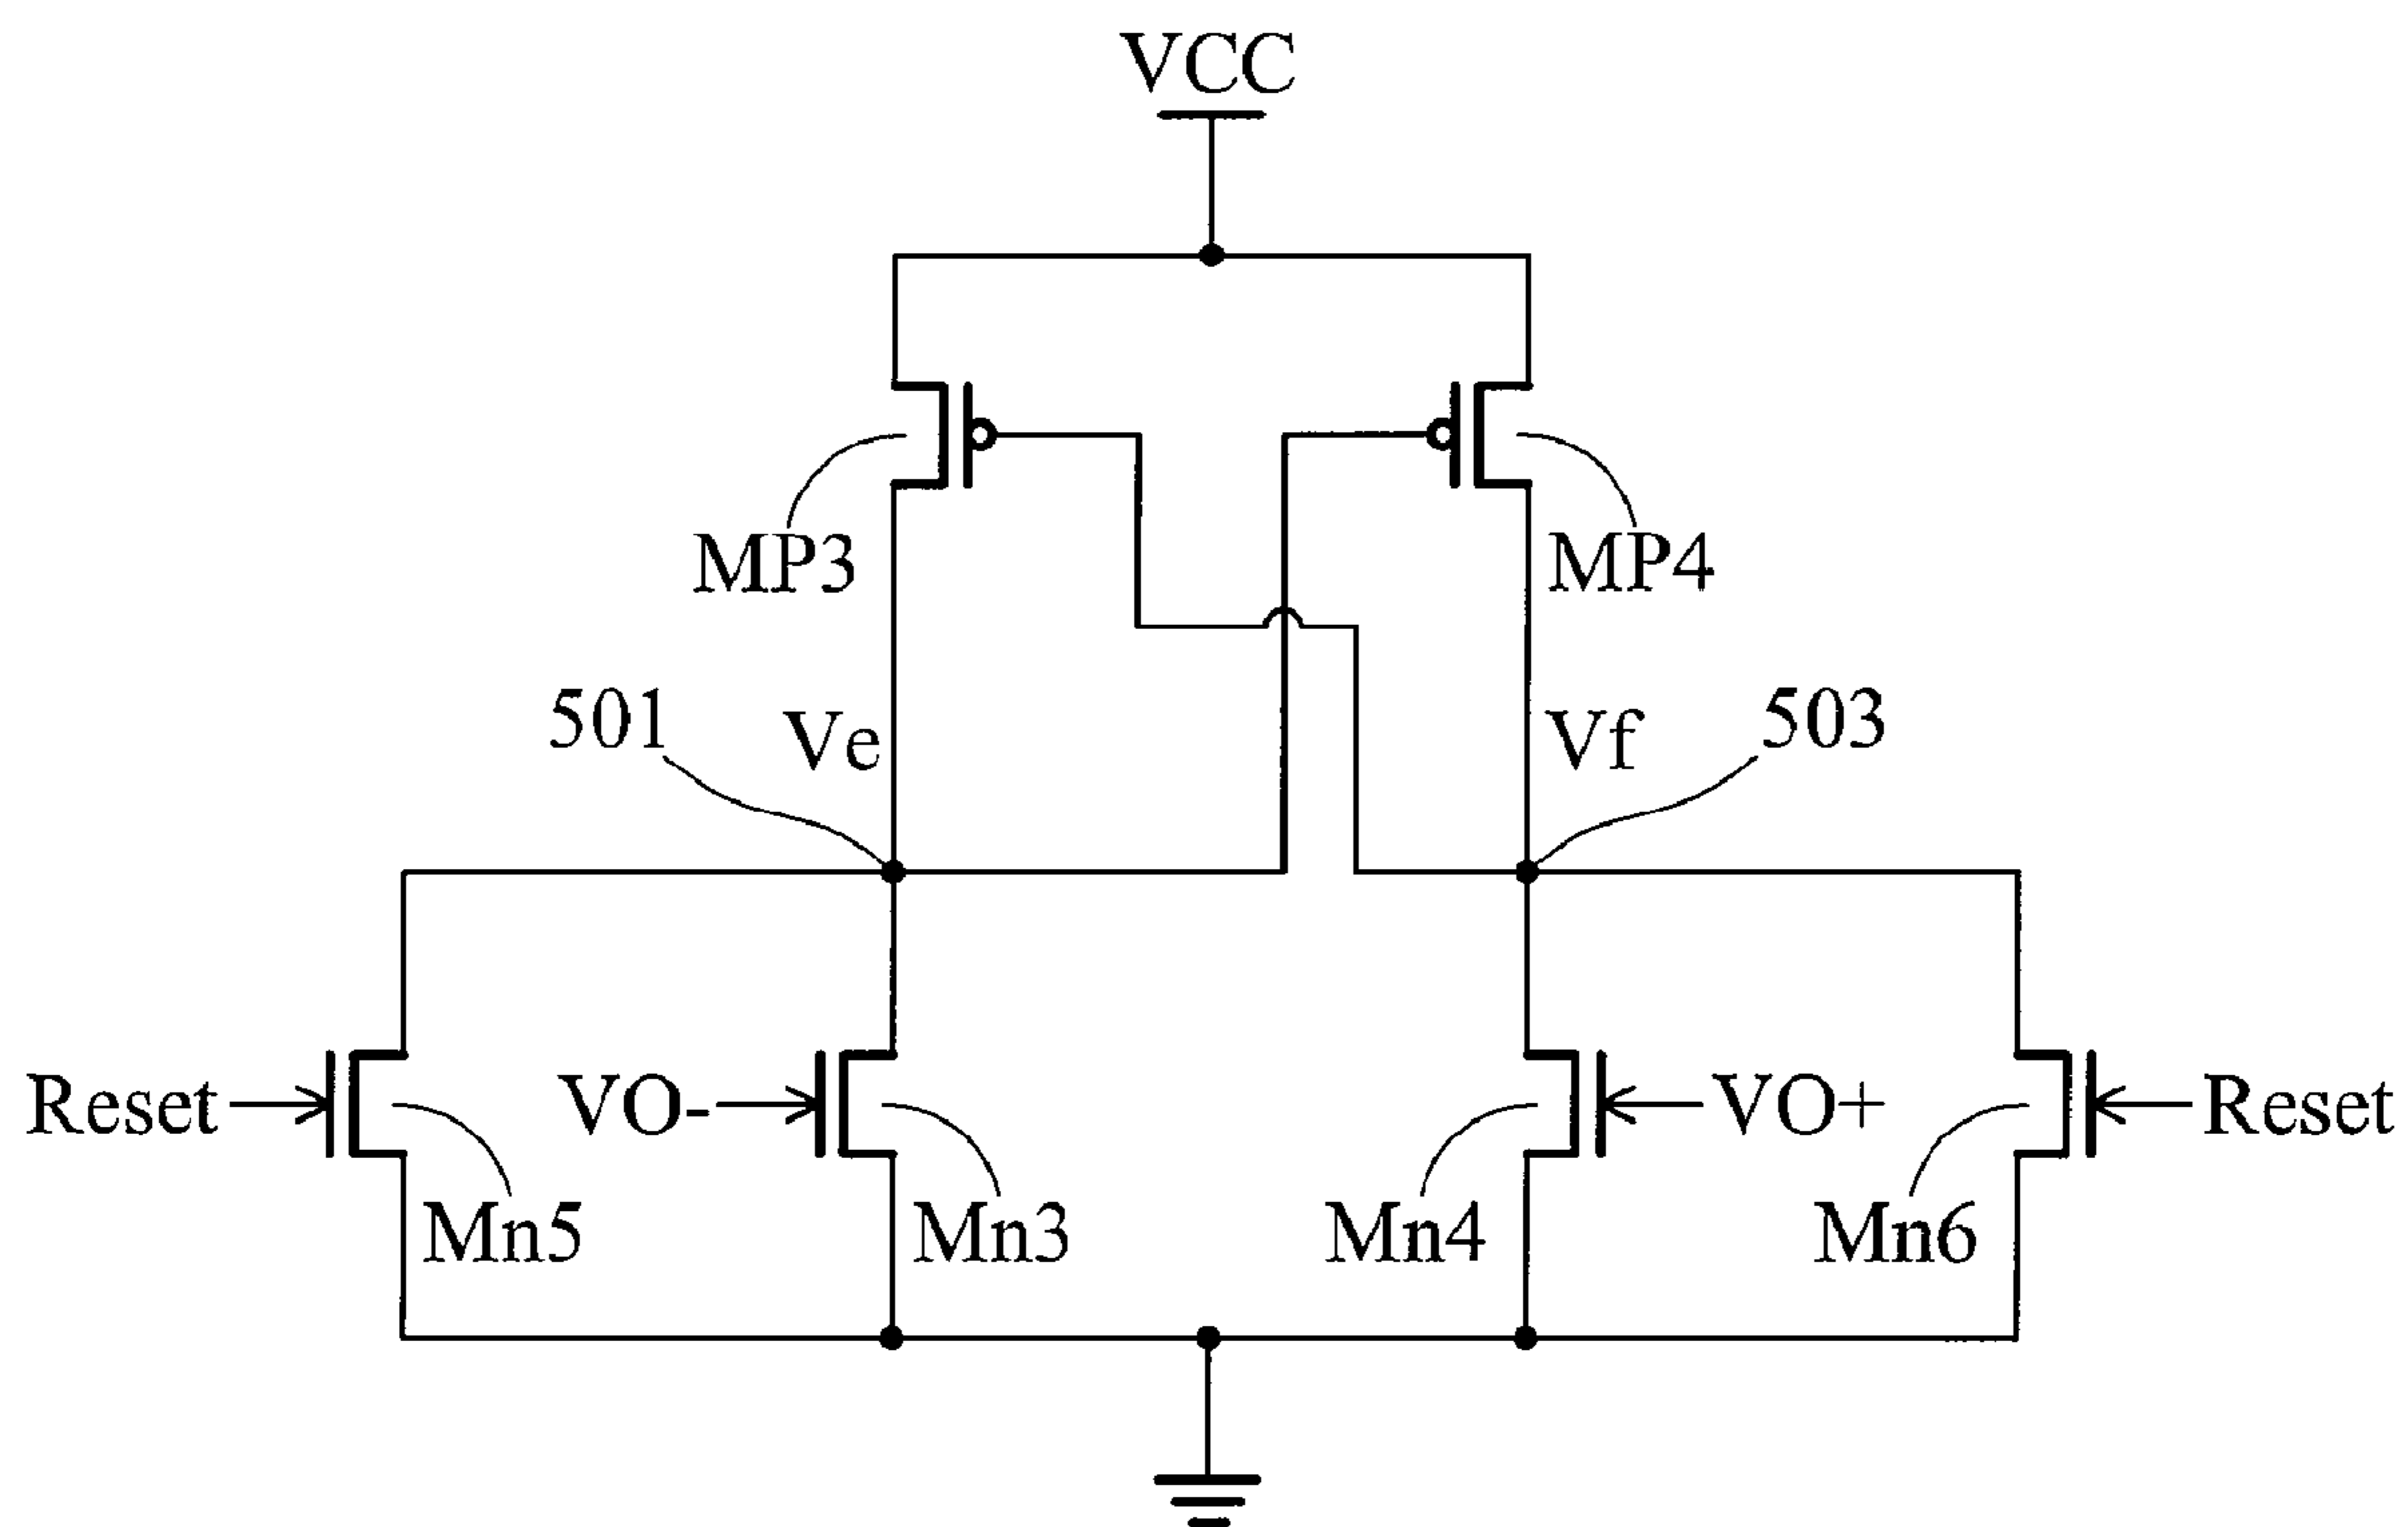 VCC
MP3
MP4
501
Ve
Vf
503
Reset
VO-
VO+
Reset
Mn5
Mn3
Mn4
Mn6